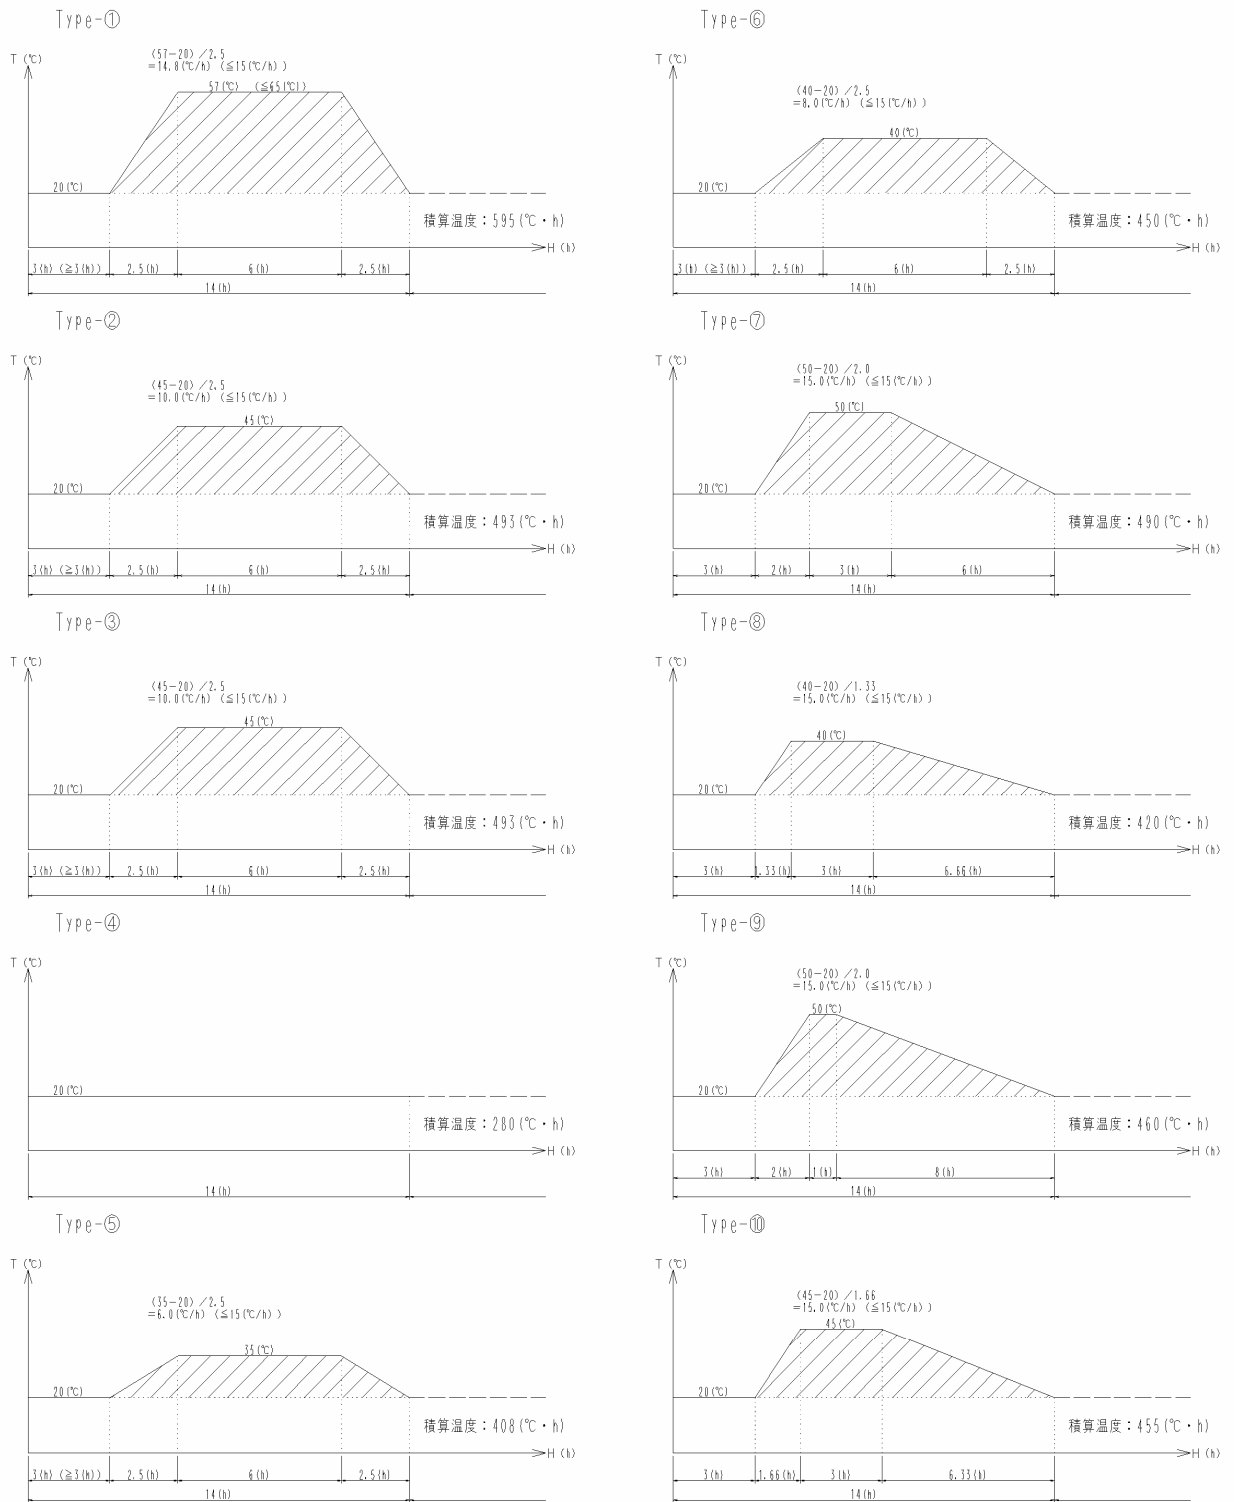 Type-①
T (℃)
(57-20) /2.5
=14.8(℃/h) (≦15(℃/h))
57(℃) (≦65(℃))
20(℃)
積算温度:595(℃・h)
H (h)
3(h) (≧3(h)) 2.5(h) 6(h) 2.5(h)
14(h)
Type-②
T (℃)
(45-20) /2.5
=10.0(℃/h) (≦15(℃/h))
45(℃)
20(℃)
積算温度:493(℃・h)
H (h)
3(h) (≧3(h)) 2.5(h) 6(h) 2.5(h)
14(h)
Type-③
T (℃)
(45-20) /2.5
=10.0(℃/h) (≦15(℃/h))
45(℃)
20(℃)
積算温度:493(℃・h)
H (h)
3(h) (≧3(h)) 2.5(h) 6(h) 2.5(h)
14(h)
Type-④
T (℃)
20(℃)
積算温度:280(℃・h)
H (h)
14(h)
Type-⑤
T (℃)
(35-20) /2.5
=6.0(℃/h) (≦15(℃/h))
35(℃)
20(℃)
積算温度:408(℃・h)
H (h)
3(h) (≧3(h)) 2.5(h) 6(h) 2.5(h)
14(h)
Type-⑥
T (℃)
(40-20) /2.5
=8.0(℃/h) (≦15(℃/h))
40(℃)
20(℃)
積算温度:450(℃・h)
H (h)
3(h) (≧3(h)) 2.5(h) 6(h) 2.5(h)
14(h)
Type-⑦
T (℃)
(50-20) /2.0
=15.0(℃/h) (≦15(℃/h))
50(℃)
20(℃)
積算温度:490(℃・h)
H (h)
3(h) 2(h) 3(h) 6(h)
14(h)
Type-⑧
T (℃)
(40-20) /1.33
=15.0(℃/h) (≦15(℃/h))
40(℃)
20(℃)
積算温度:420(℃・h)
H (h)
3(h) 1.33(h) 3(h) 6.66(h)
14(h)
Type-⑨
T (℃)
(50-20) /2.0
=15.0(℃/h) (≦15(℃/h))
50(℃)
20(℃)
積算温度:460(℃・h)
H (h)
3(h) 2(h) 1(h) 8(h)
14(h)
Type-⑩
T (℃)
(45-20) /1.66
=15.0(℃/h) (≦15(℃/h))
45(℃)
20(℃)
積算温度:455(℃・h)
H (h)
3(h) 1.66(h) 3(h) 6.33(h)
14(h)